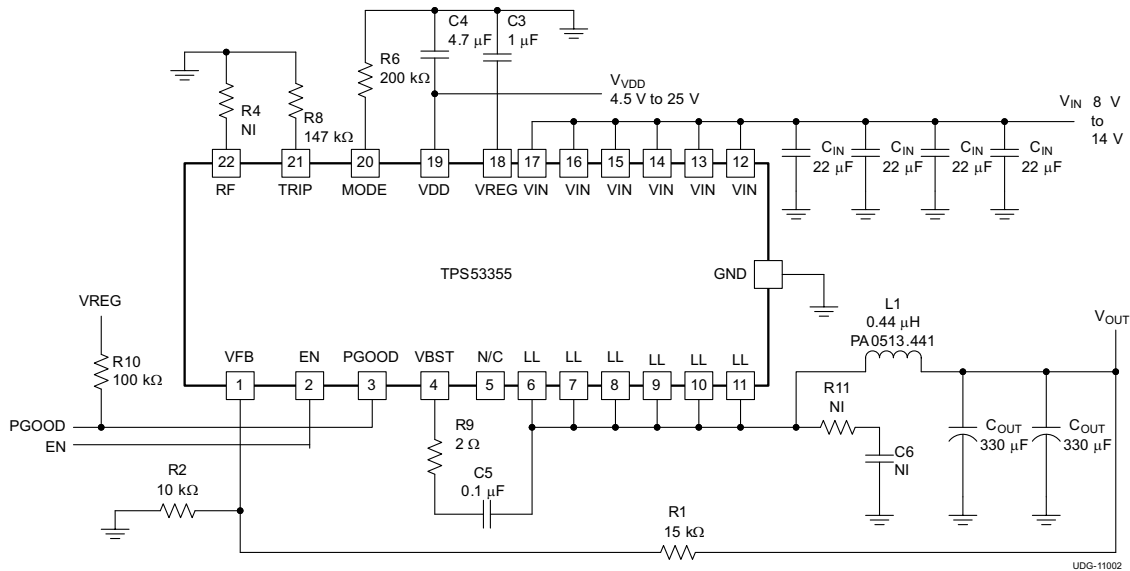 C4
4.7 µF
C3
1 µF
R6
200 kΩ
R4
NI
R8
147 kΩ
VVDD
4.5 V to 25 V
VIN 8 V
to
14 V
CIN
22 µF
CIN
22 µF
CIN
22 µF
CIN
22 µF
22 21 20 19 18 17 16 15 14 13 12
RF TRIP MODE VDD VREG VIN VIN VIN VIN VIN VIN
TPS53355
GND
VREG
R10
100 kΩ
VFB EN PGOOD VBST N/C LL LL LL LL LL LL
1 2 3 4 5 6 7 8 9 10 11
L1
0.44 µH
PA0513.441
VOUT
PGOOD
EN
R9
2 Ω
C5
0.1 µF
R11
NI
C6
NI
COUT
330 µF
COUT
330 µF
R2
10 kΩ
R1
15 kΩ
UDG-11002